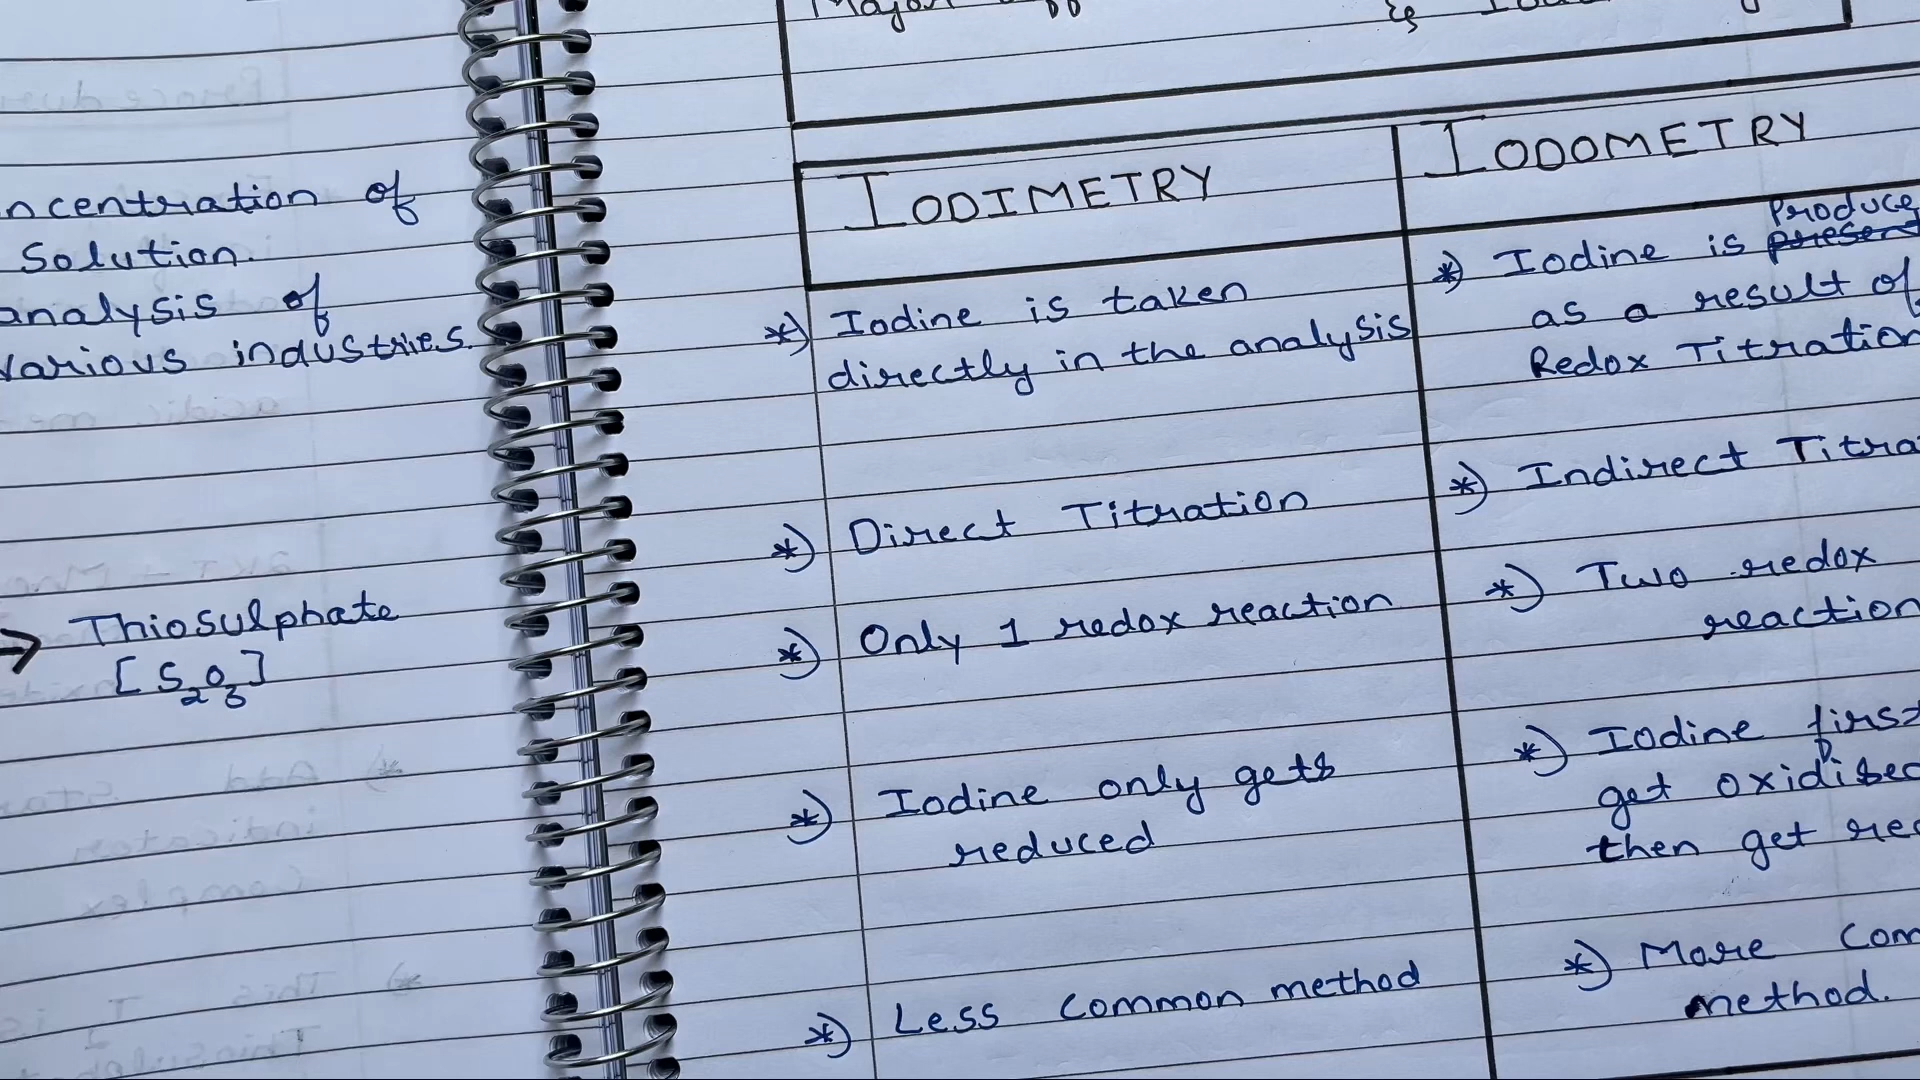 ncentration of
Solution.
analysis of
various industries.
Thiosulphate
[S2O3]
IODIMETRY
*) Iodine is taken
directly in the analysis
*) Direct Titration
*) Only 1 redox reaction
*) Iodine only gets
reduced
*) Less common method
IODOMETRY
Produce
*) Iodine is present
as a result of
Redox Titration
*) Indirect Titra
*) Two redox
reaction
*) Iodine first
get oxidised
then get re
*) More Com
method.